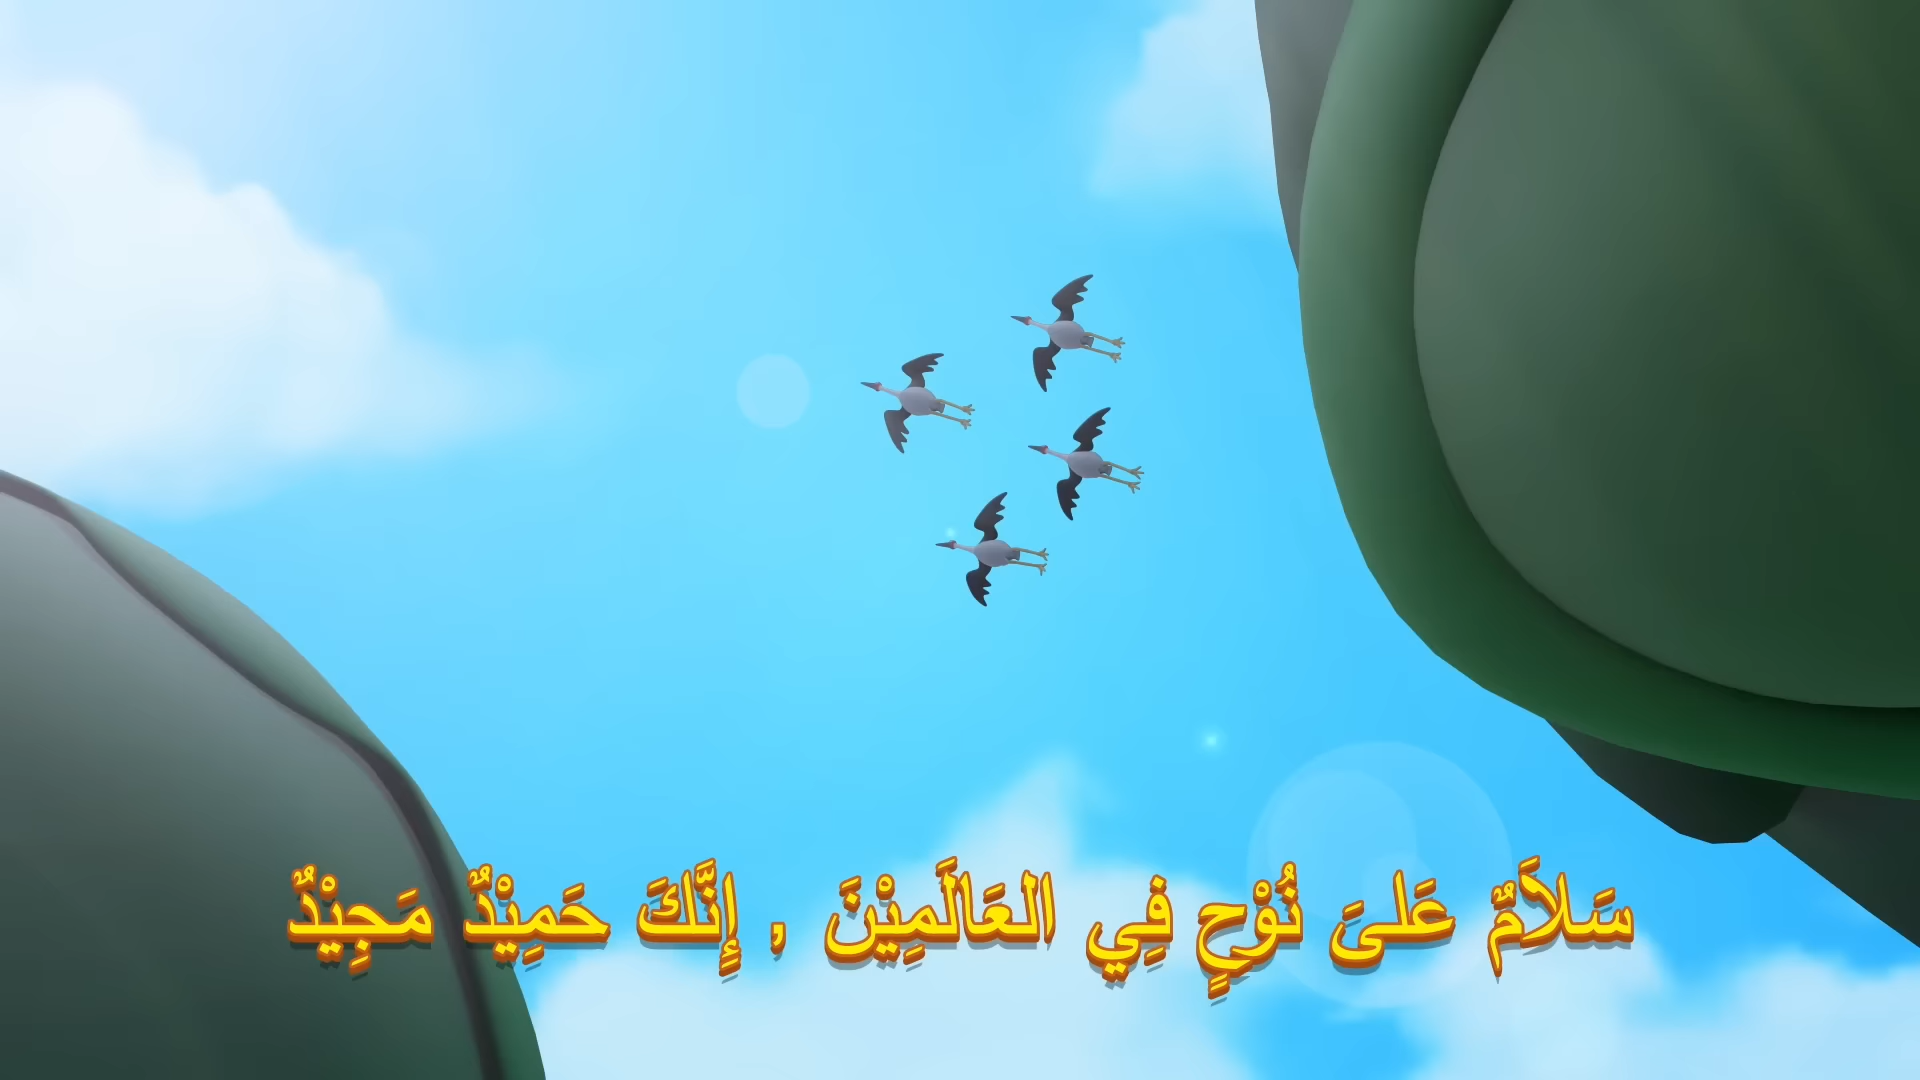 سَلاَمٌ عَلىَ نُوْحٍ فِي العَالَمِيْنَ , إِنَّكَ حَمِيْدٌ مَجِيْدٌ